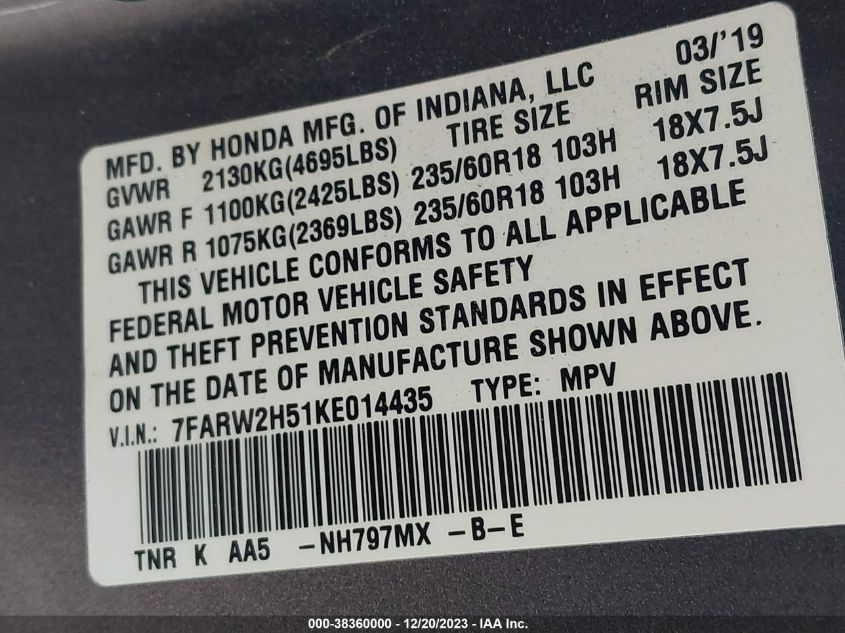 03/'19
MFD. BY HONDA MFG. OF INDIANA, LLC
GVWR 2130KG(4695LBS) TIRE SIZE RIM SIZE
GAWR F 1100KG(2425LBS) 235/60R18 103H 18X7.5J
GAWR R 1075KG(2369LBS) 235/60R18 103H 18X7.5J
THIS VEHICLE CONFORMS TO ALL APPLICABLE
FEDERAL MOTOR VEHICLE SAFETY
AND THEFT PREVENTION STANDARDS IN EFFECT
ON THE DATE OF MANUFACTURE SHOWN ABOVE.
V.I.N.: 7FARW2H51KE014435 TYPE: MPV
TNR K AA5 -NH797MX -B-E
000-38360000 - 12/20/2023 - IAA Inc.